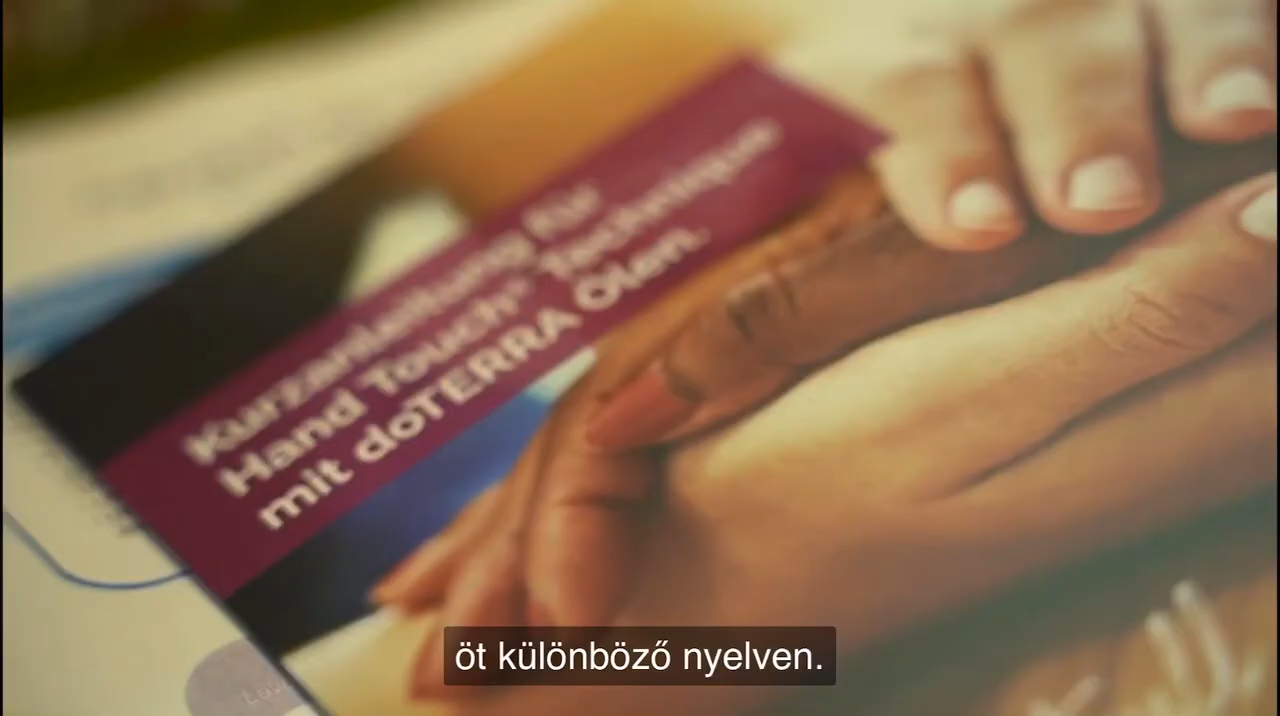 Kurzanleitung für
Hand Touch® Technique
mit doTERRA Ölen.
öt különböző nyelven.